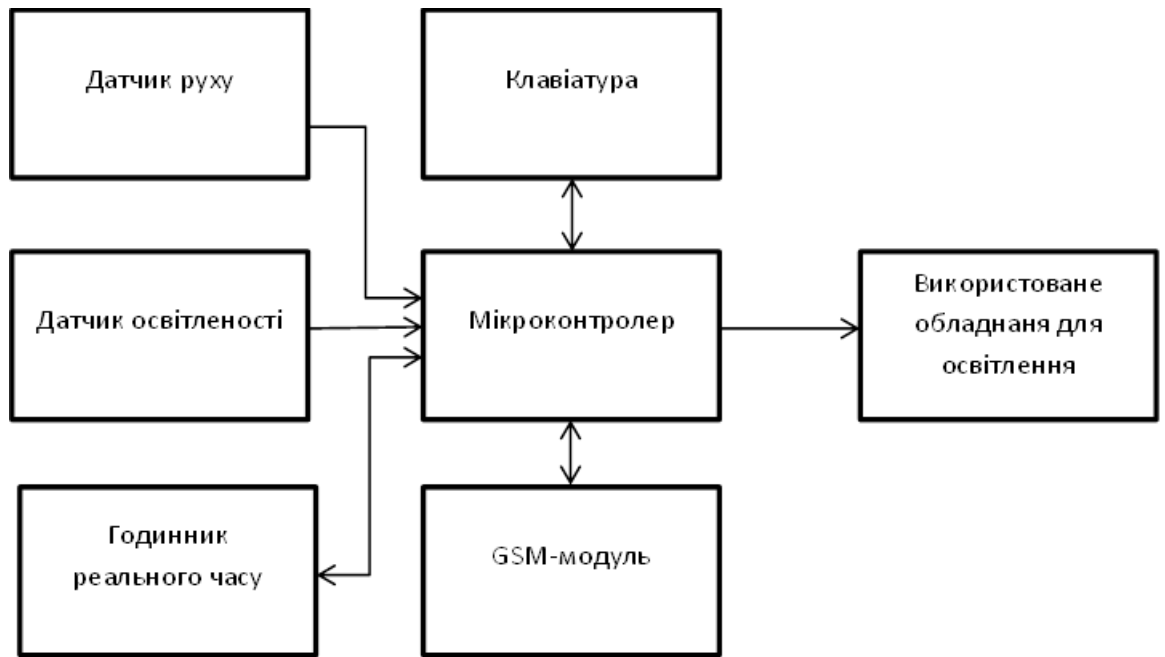 Датчик руху
Клавіатура
Датчик освітленості
Мікроконтролер
Використоване
обладнаня для
освітлення
Годинник
реального часу
GSM-модуль